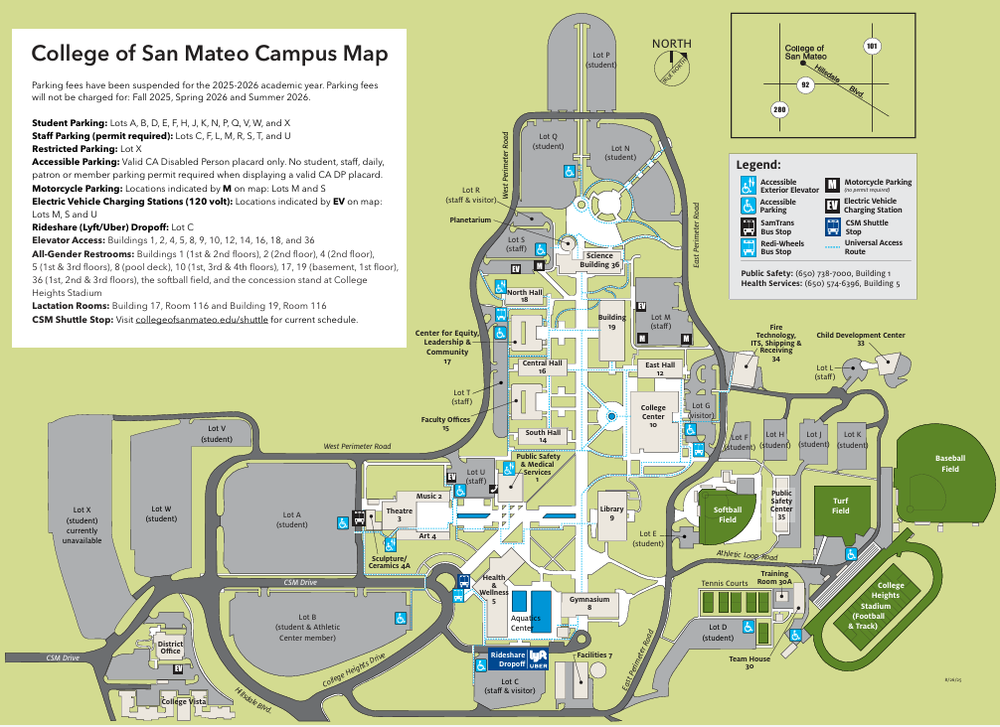 College of San Mateo Campus Map
Parking fees have been suspended for the 2025-2026 academic year. Parking fees
will not be charged for: Fall 2025, Spring 2026 and Summer 2026.
Student Parking: Lots A, B, D, E, F, H, J, K, N, P, Q, V, W, and X
Staff Parking (permit required): Lots C, F, L, M, R, S, T, and U
Restricted Parking: Lot X
Accessible Parking: Valid CA Disabled Person placard only. No student, staff, daily,
patron or member parking permit required when displaying a valid CA DP placard.
Motorcycle Parking: Locations indicated by M on map: Lots M and S
Electric Vehicle Charging Stations (120 volt): Locations indicated by EV on map:
Lots M, S and U
Rideshare (Lyft/Uber) Dropoff: Lot C
Elevator Access: Buildings 1, 2, 4, 5, 8, 9, 10, 12, 14, 16, 18, and 36
All-Gender Restrooms: Buildings 1 (1st & 2nd floors), 2 (2nd floor), 4 (2nd floor),
5 (1st & 3rd floors), 8 (pool deck), 10 (1st, 3rd & 4th floors), 17, 19 (basement, 1st floor),
36 (1st, 2nd & 3rd floors), the softball field, and the concession stand at College
Heights Stadium
Lactation Rooms: Building 17, Room 116 and Building 19, Room 116
CSM Shuttle Stop: Visit collegeofsanmateo.edu/shuttle for current schedule.
NORTH
TRUE NORTH
College of
San Mateo
101
92
280
Hillsdale
Blvd
Legend:
Accessible
Exterior Elevator
Accessible
Parking
SamTrans
Bus Stop
Redi-Wheels
Bus Stop
M
Motorcycle Parking
(no permit required)
EV
Electric Vehicle
Charging Station
CSM Shuttle
Stop
Universal Access
Route
Public Safety: (650) 738-7000, Building 1
Health Services: (650) 574-6396, Building 5
Lot P
(student)
Lot Q
(student)
Lot N
(student)
West Perimeter Road
East Perimeter Road
Lot R
(staff & visitor)
Planetarium
Lot S
(staff)
EV
M
Science
Building 36
North Hall
18
Building
19
EV
Lot M
(staff)
M
M
Center for Equity,
Leadership &
Community
17
Central Hall
16
East Hall
12
Lot T
(staff)
Faculty Offices
15
College
Center
10
Lot G
(visitor)
South Hall
14
Fire
Technology,
ITS, Shipping &
Receiving
34
Child Development Center
33
Lot L
(staff)
Lot F
(student)
Lot H
(student)
Lot J
(student)
Lot K
(student)
Baseball
Field
Lot V
(student)
West Perimeter Road
Lot X
(student)
currently
unavailable
Lot W
(student)
Lot A
(student)
EV
Lot U
(staff)
Public Safety
& Medical
Services
1
Music 2
Theatre
3
Art 4
Sculpture/
Ceramics 4A
Library
9
Lot E
(student)
Softball
Field
Public
Safety
Center
35
Turf
Field
Athletic Loop Road
Training
Room 30A
Tennis Courts
College
Heights
Stadium
(Football
& Track)
CSM Drive
Health
&
Wellness
5
Aquatics
Center
Gymnasium
8
Lot B
(student & Athletic
Center member)
Lot D
(student)
Team House
30
District
Office
EV
CSM Drive
College Vista
Hillsdale Blvd.
College Heights Drive
Rideshare
Dropoff
lyft
UBER
Lot C
(staff & visitor)
Facilities 7
East Perimeter Road
8/20/25